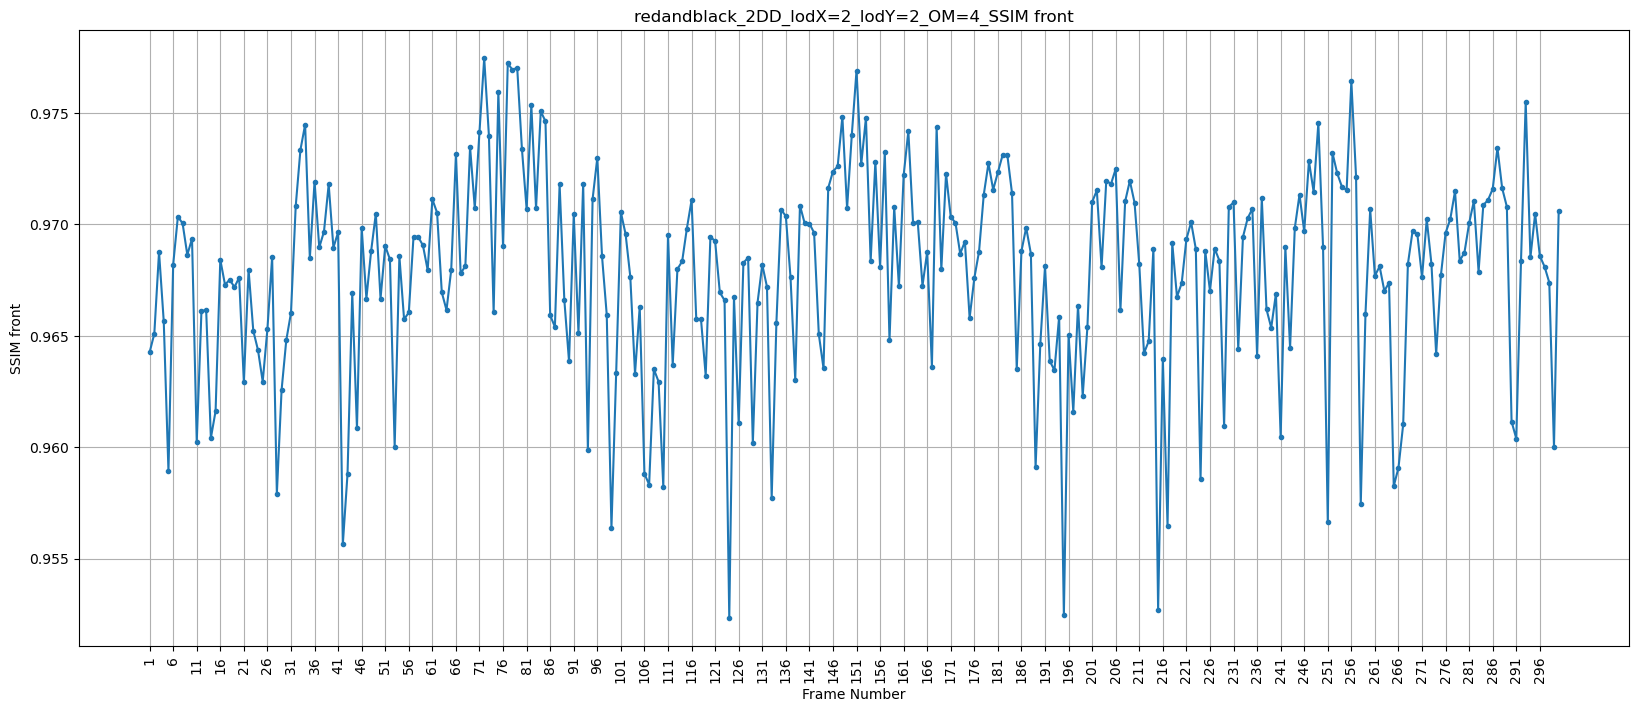 redandblack_2DD_lodX=2_lodY=2_OM=4_SSIM front
SSIM front
0.975
0.970
0.965
0.960
0.955
1 6 11 16 21 26 31 36 41 46 51 56 61 66 71 76 81 86 91 96 101 106 111 116 121 126 131 136 141 146 151 156 161 166 171 176 181 186 191 196 201 206 211 216 221 226 231 236 241 246 251 256 261 266 271 276 281 286 291 296
Frame Number